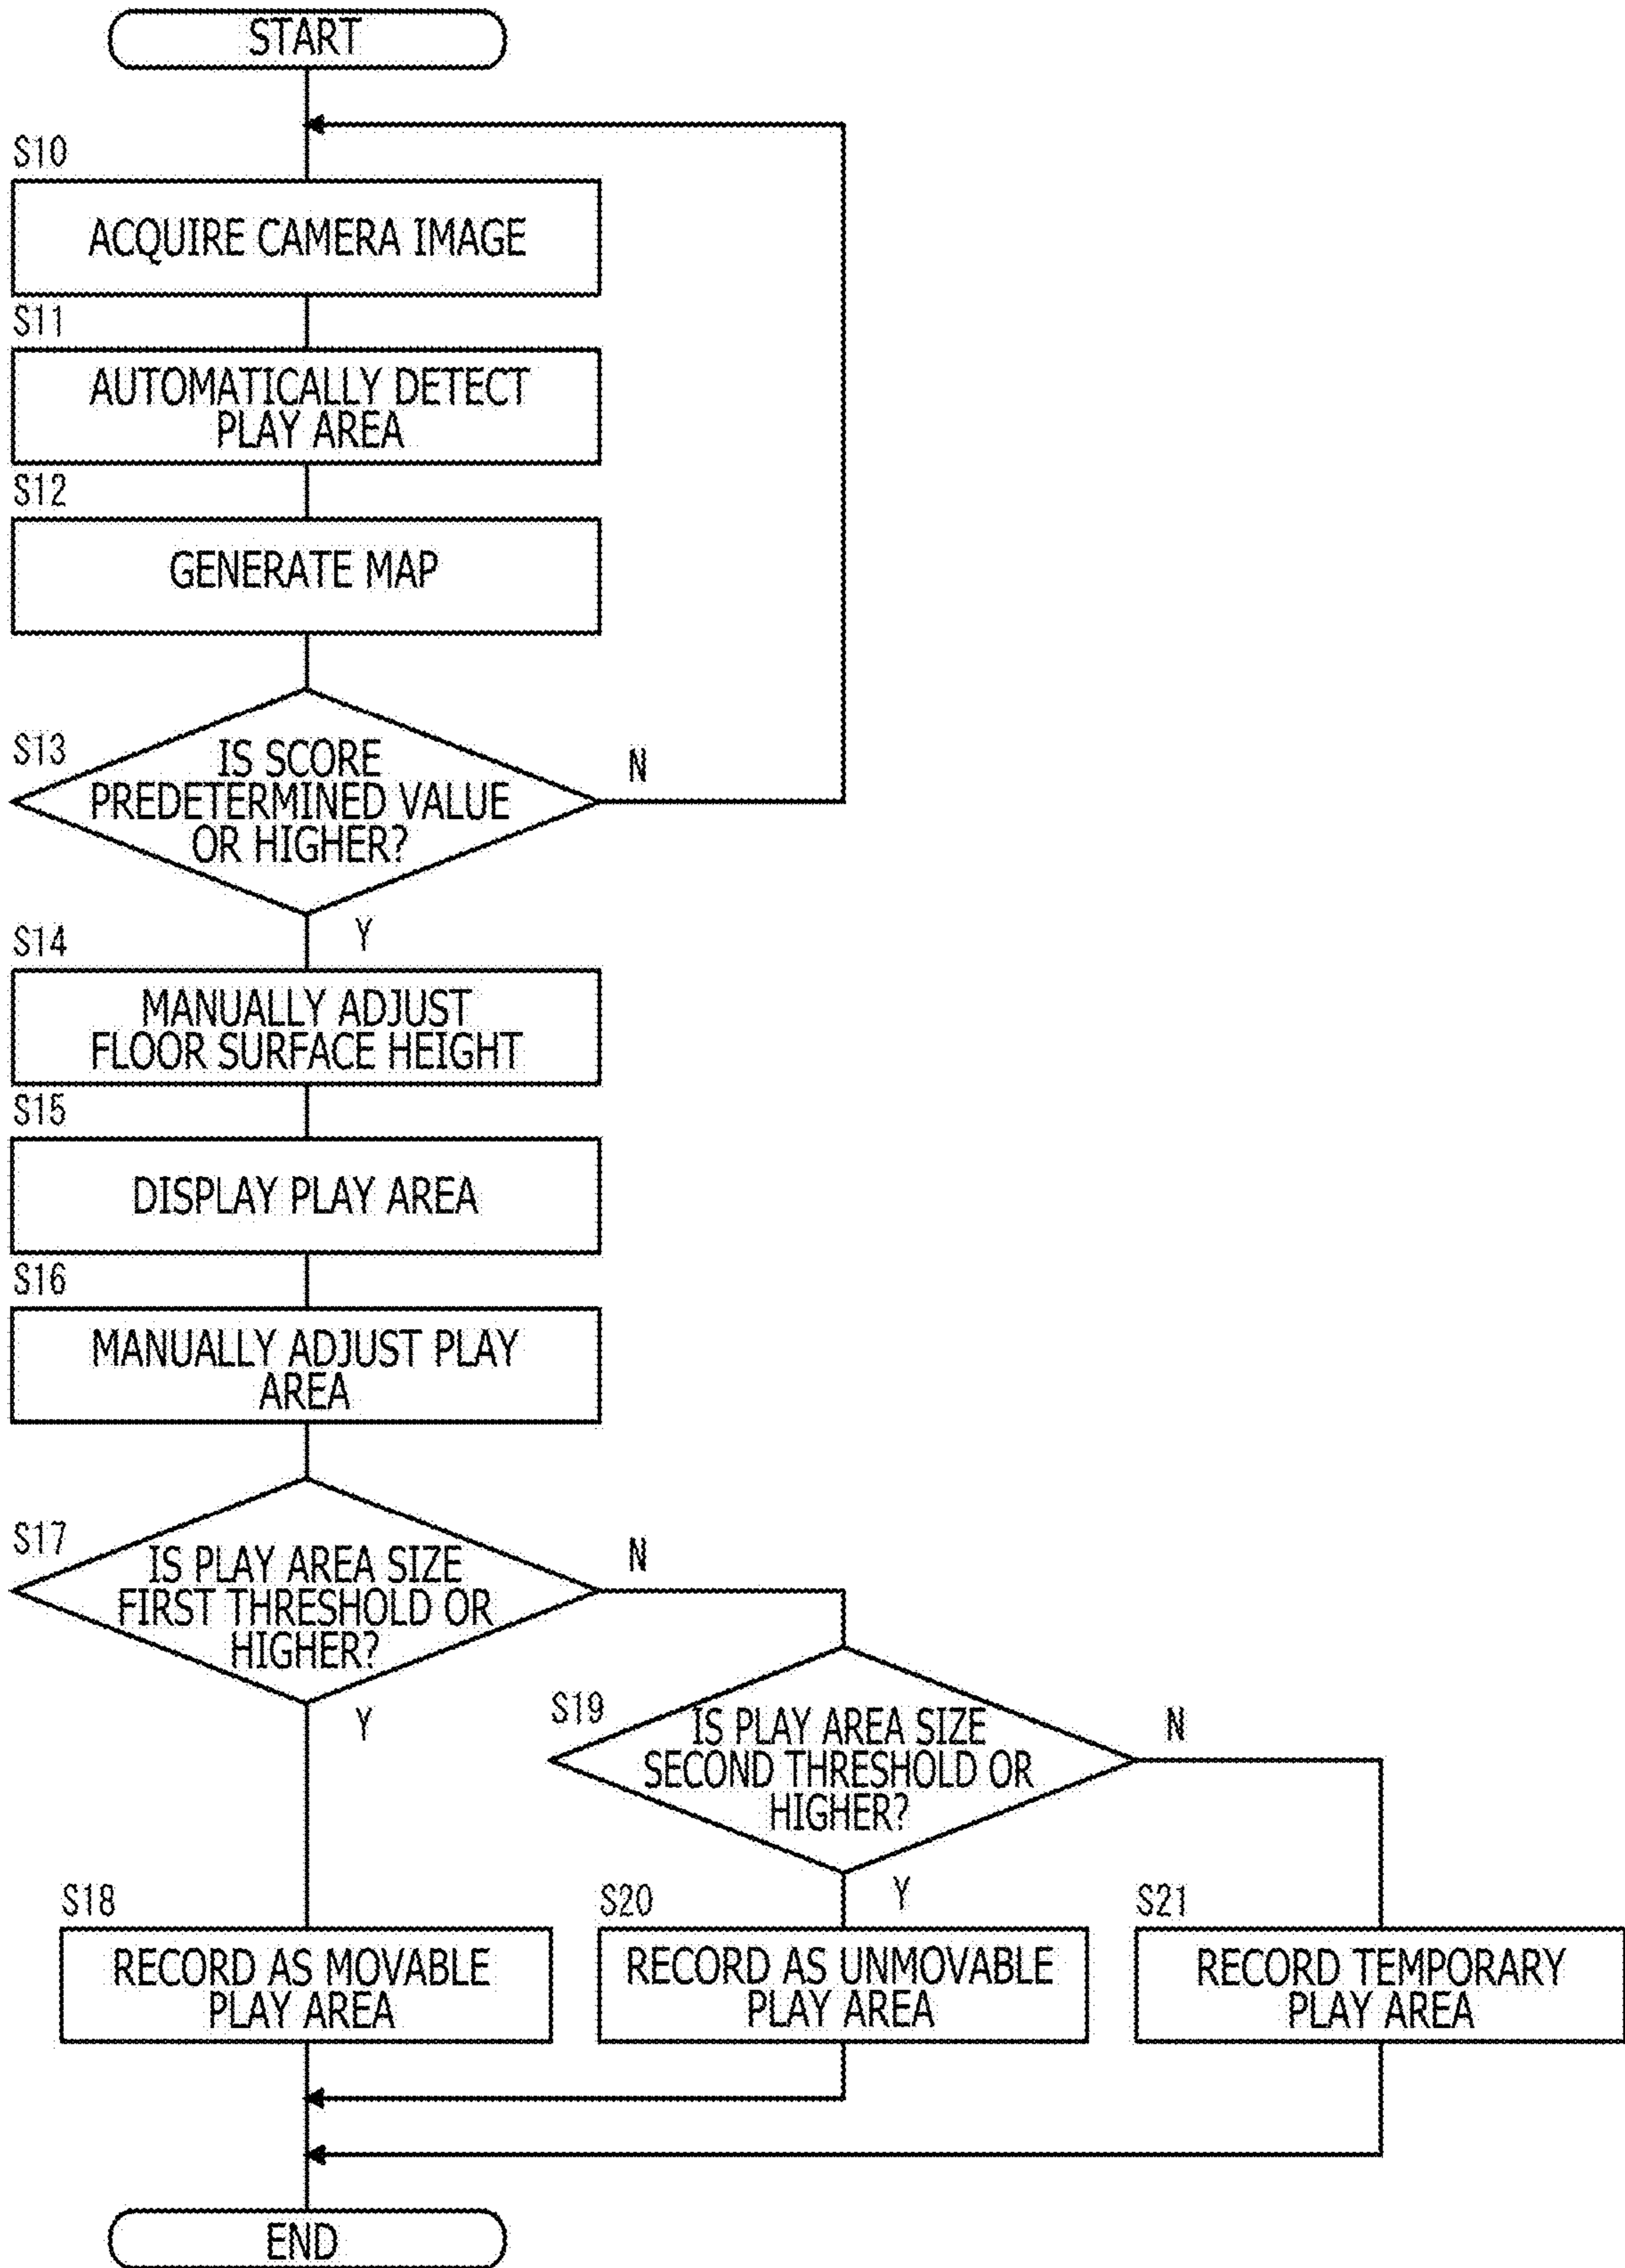 START
S10
ACQUIRE CAMERA IMAGE
S11
AUTOMATICALLY DETECT
PLAY AREA
S12
GENERATE MAP
S13
IS SCORE
PREDETERMINED VALUE
OR HIGHER?
N
Y
S14
MANUALLY ADJUST
FLOOR SURFACE HEIGHT
S15
DISPLAY PLAY AREA
S16
MANUALLY ADJUST PLAY
AREA
S17
IS PLAY AREA SIZE
FIRST THRESHOLD OR
HIGHER?
N
Y
S19
IS PLAY AREA SIZE
SECOND THRESHOLD OR
HIGHER?
N
Y
S18
RECORD AS MOVABLE
PLAY AREA
S20
RECORD AS UNMOVABLE
PLAY AREA
S21
RECORD TEMPORARY
PLAY AREA
END